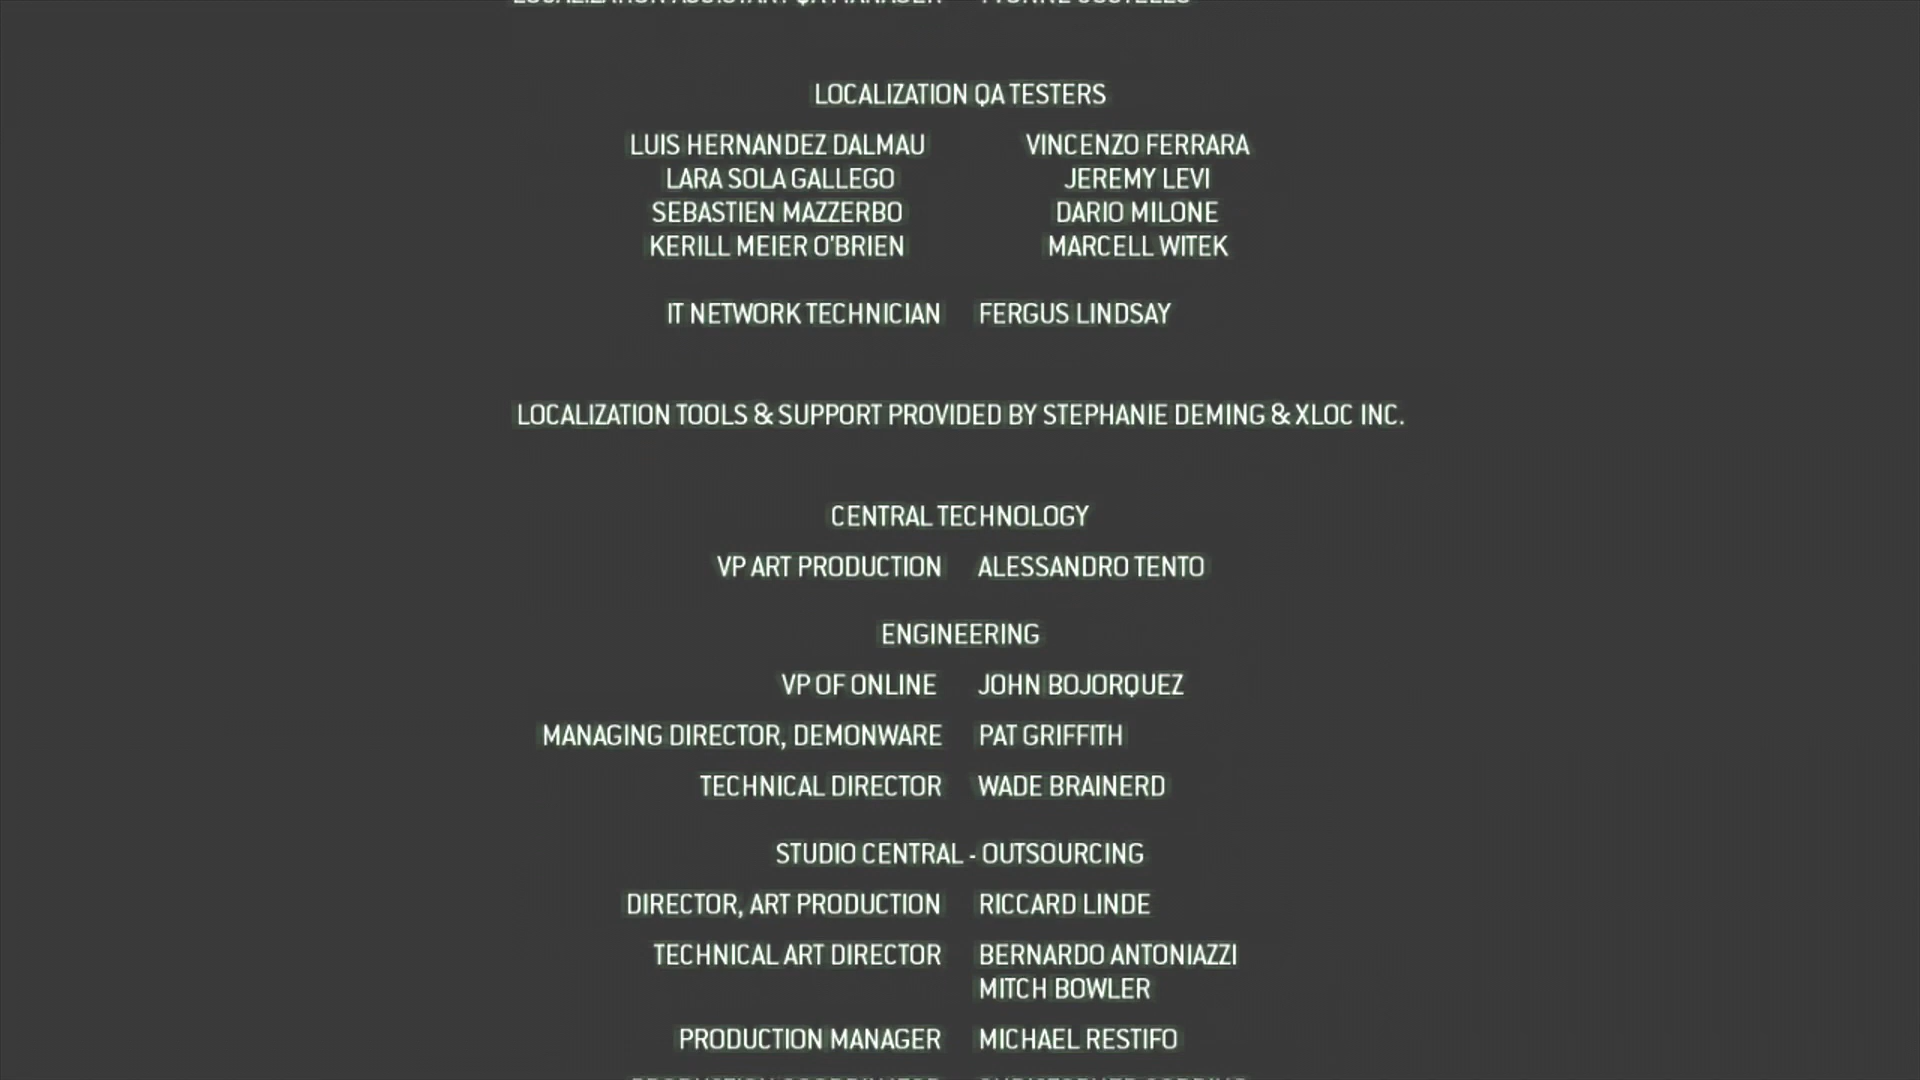 LOCALIZATION ASSISTANT QA MANAGER
LOCALIZATION QA TESTERS
LUIS HERNANDEZ DALMAU VINCENZO FERRARA
LARA SOLA GALLEGO JEREMY LEVI
SEBASTIEN MAZZERBO DARIO MILONE
KERILL MEIER O'BRIEN MARCELL WITEK
IT NETWORK TECHNICIAN FERGUS LINDSAY
LOCALIZATION TOOLS & SUPPORT PROVIDED BY STEPHANIE DEMING & XLOC INC.
CENTRAL TECHNOLOGY
VP ART PRODUCTION ALESSANDRO TENTO
ENGINEERING
VP OF ONLINE JOHN BOJORQUEZ
MANAGING DIRECTOR, DEMONWARE PAT GRIFFITH
TECHNICAL DIRECTOR WADE BRAINERD
STUDIO CENTRAL - OUTSOURCING
DIRECTOR, ART PRODUCTION RICCARD LINDE
TECHNICAL ART DIRECTOR BERNARDO ANTONIAZZI
MITCH BOWLER
PRODUCTION MANAGER MICHAEL RESTIFO